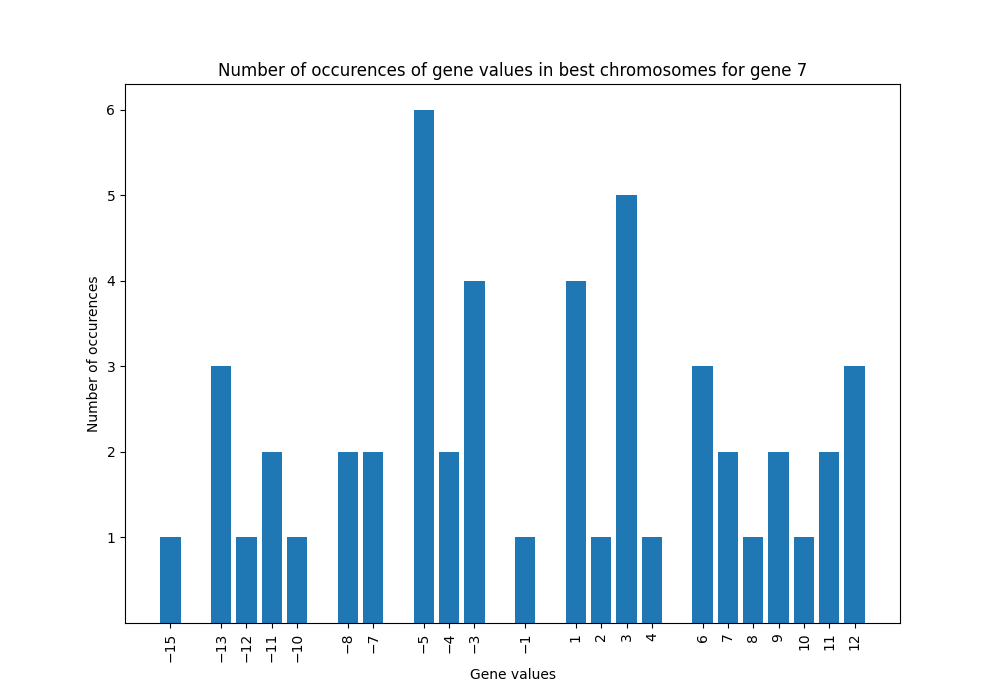 Number of occurences of gene values in best chromosomes for gene 7
Number of occurences
6
5
4
3
2
1
−15 −13 −12 −11 −10 −8 −7 −5 −4 −3 −1 1 2 3 4 6 7 8 9 10 11 12
Gene values